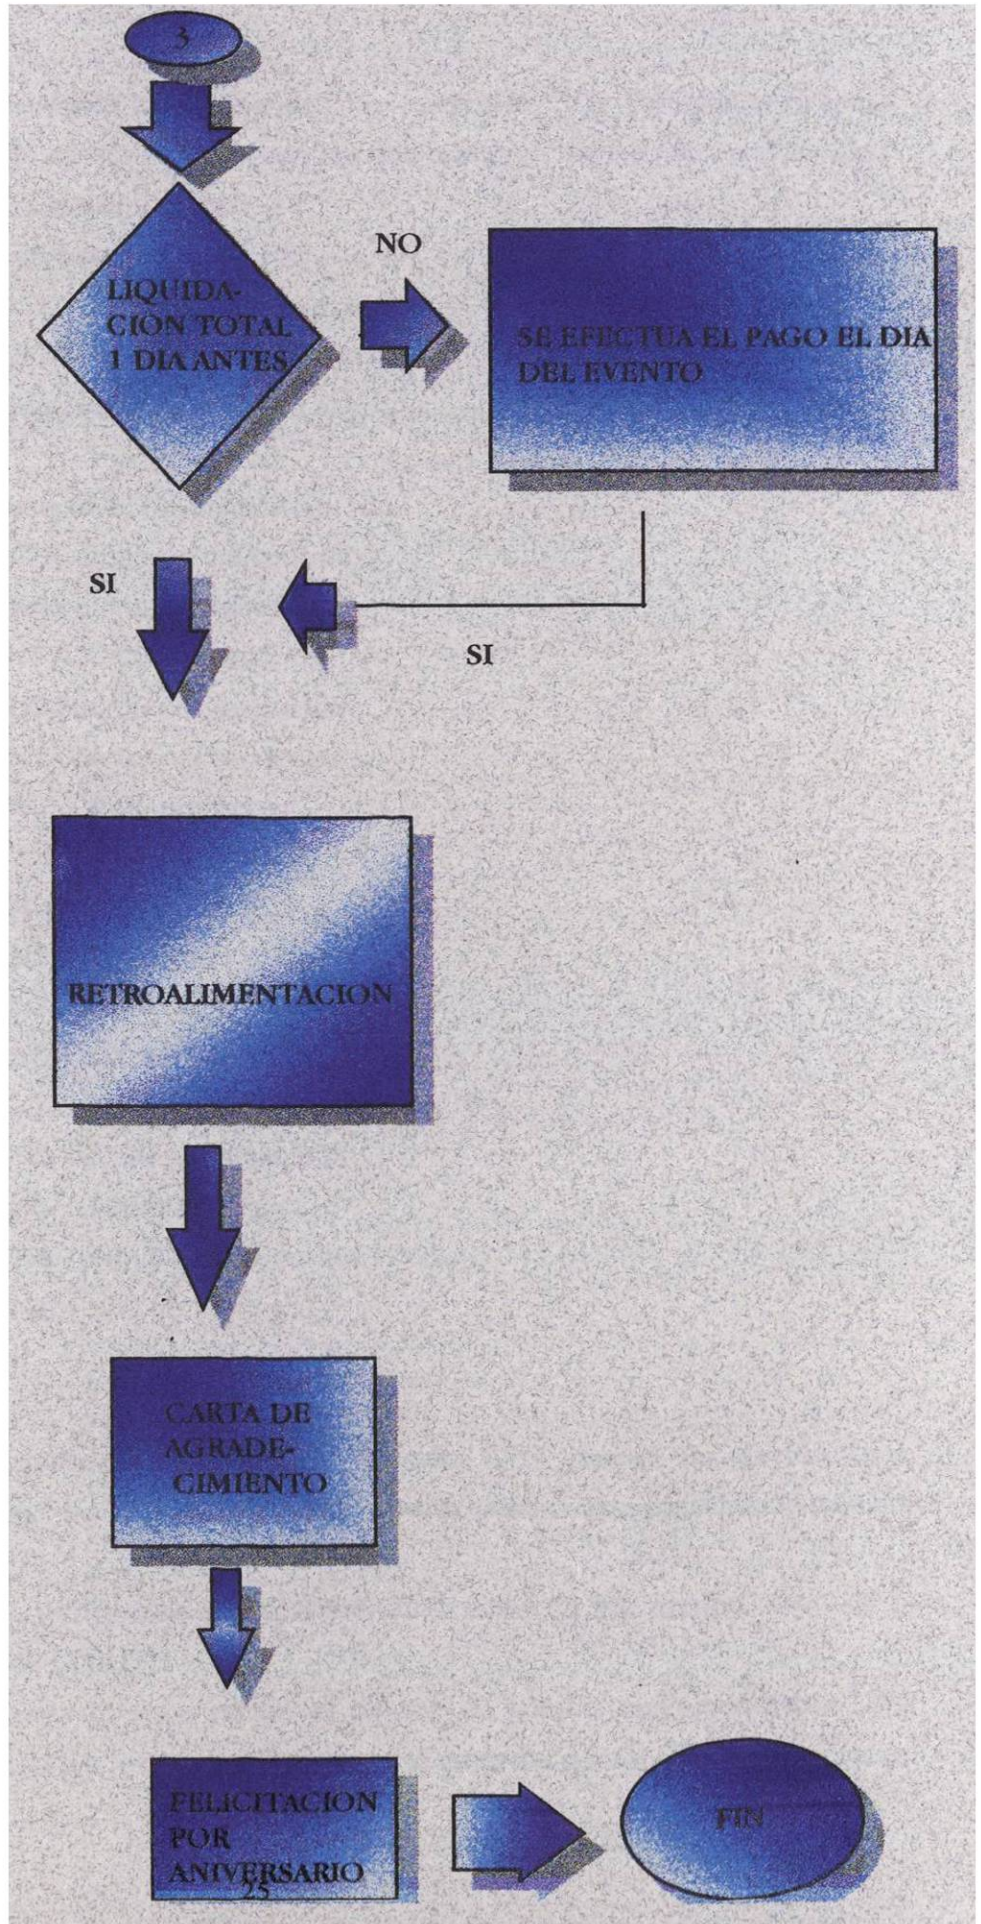 3
LIQUIDA-
CION TOTAL
1 DIA ANTES
NO
SE EFECTUA EL PAGO EL DIA
DEL EVENTO
SI
SI
RETROALIMENTACION
CARTA DE
AGRADE-
CIMIENTO
FELICITACION
POR
ANIVERSARIO
25
FIN